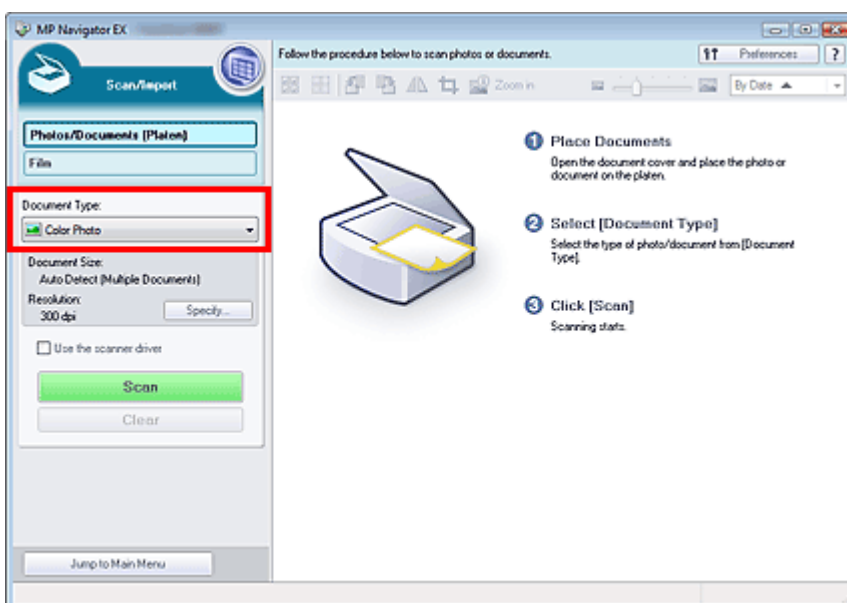 MP Navigator EX
Scan/Import
Photos/Documents (Platen)
Film
Document Type:
Color Photo
Document Size:
Auto Detect (Multiple Documents)
Resolution:
300 dpi
Specify...
Use the scanner driver
Scan
Clear
Jump to Main Menu
Follow the procedure below to scan photos or documents.
Preferences
?
Zoom in
By Date
1 Place Documents
Open the document cover and place the photo or
document on the platen.
2 Select [Document Type]
Select the type of photo/document from [Document
Type].
3 Click [Scan]
Scanning starts.